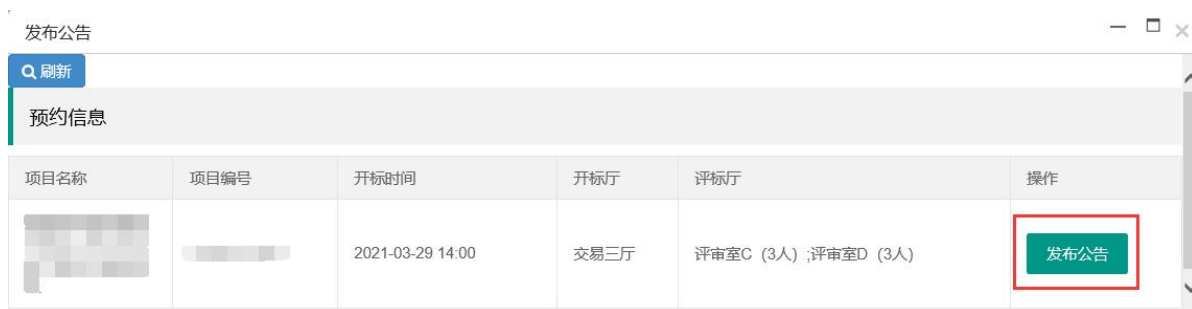 发布公告
刷新
预约信息
项目名称 项目编号 开标时间 开标厅 评标厅 操作
2021-03-29 14:00 交易三厅 评审室C (3人) ;评审室D (3人) 发布公告